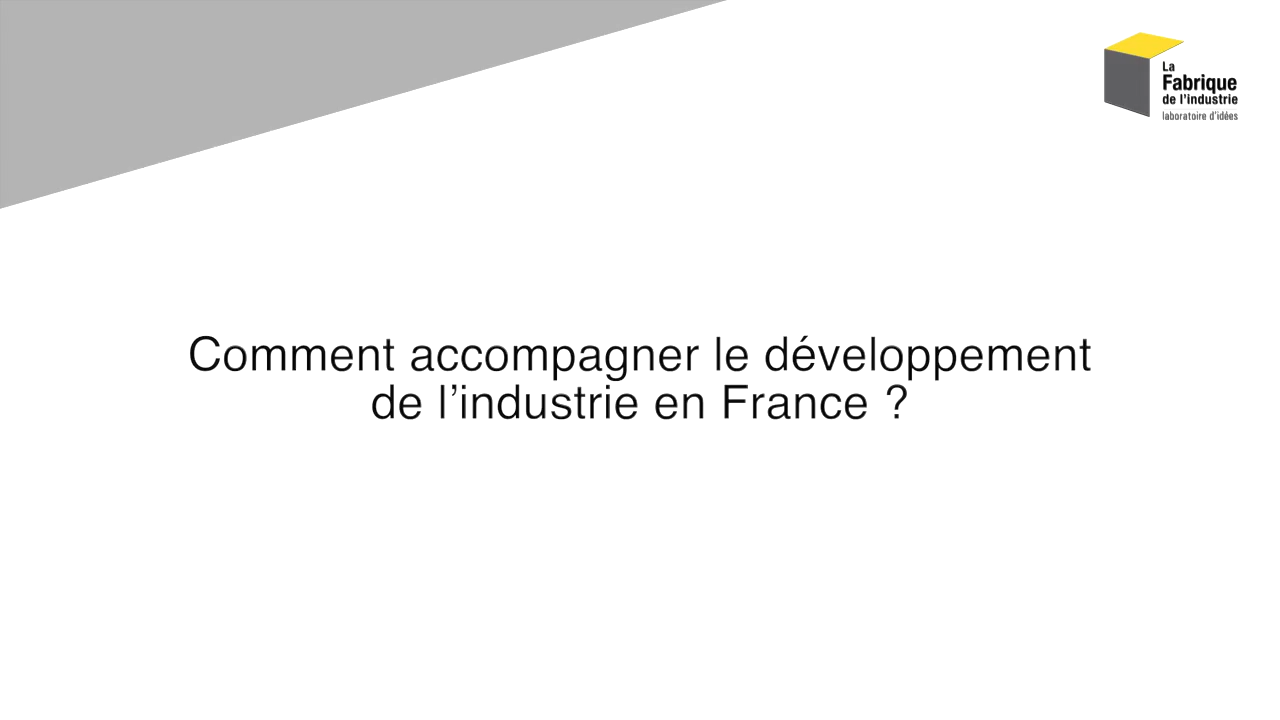 La
Fabrique
de l'industrie
laboratoire d'idées
Comment accompagner le développement
de l’industrie en France ?